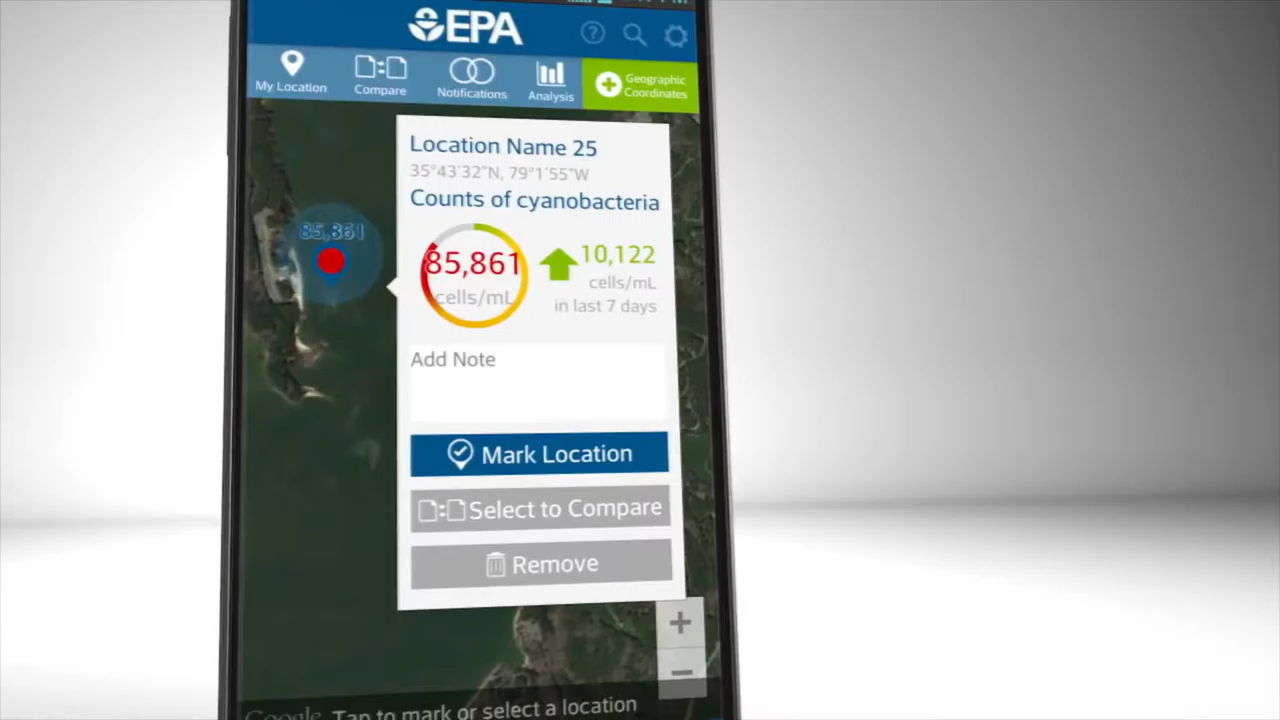 EPA
?
My Location
Compare
Notifications
Analysis
Geographic
Coordinates
Location Name 25
35°43'32"N, 79°1'55"W
Counts of cyanobacteria
85,861
85,861
cells/mL
10,122
cells/mL
in last 7 days
Add Note
Mark Location
Select to Compare
Remove
+
−
Google
Tap to mark or select a location